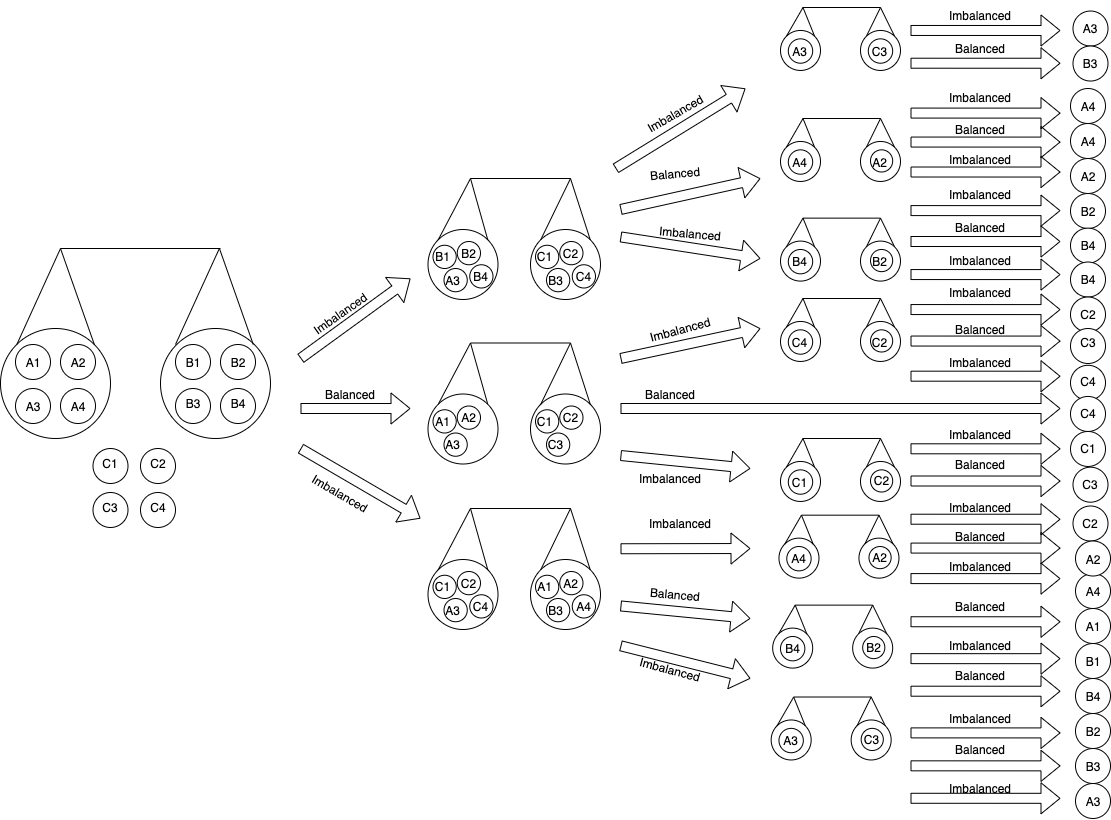 A1 A2
A3 A4
B1 B2
B3 B4
C1 C2
C3 C4
Imbalanced
Balanced
Imbalanced
B1 B2
A3 B4
C1 C2
B3 C4
A1 A2
A3
C1 C2
C3
C1 C2
A3 C4
A1 A2
B3 A4
Imbalanced
Balanced
Imbalanced
Imbalanced
Balanced
Imbalanced
Imbalanced
Balanced
Imbalanced
A3 C3
A4 A2
B4 B2
C4 C2
C1 C2
A4 A2
B4 B2
A3 C3
Imbalanced A3
Balanced B3
Imbalanced A4
Balanced A4
Imbalanced A2
Imbalanced B2
Balanced B4
Imbalanced B4
Imbalanced C2
Balanced C3
Imbalanced C4
C4
Imbalanced C1
Balanced C3
Imbalanced C2
Balanced A2
Imbalanced A4
Balanced A1
Imbalanced B1
Balanced B4
Imbalanced B2
Balanced B3
Imbalanced A3